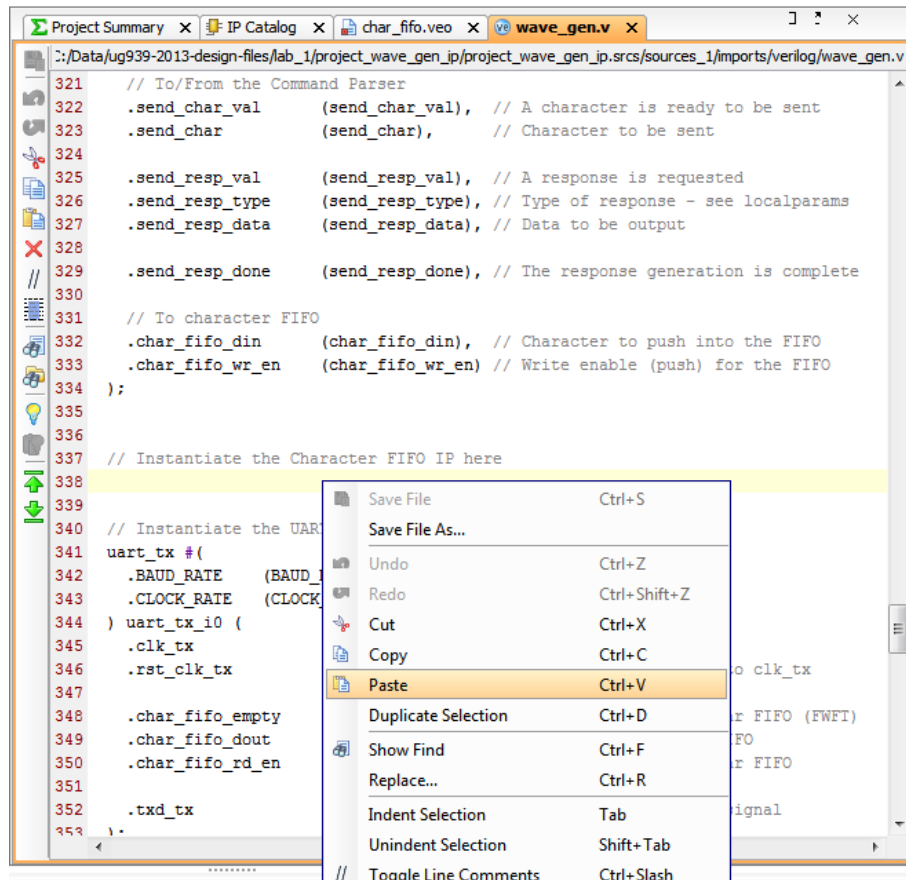 Project Summary x IP Catalog x char_fifo.veo x wave_gen.v x
:/Data/ug939-2013-design-files/lab_1/project_wave_gen_ip/project_wave_gen_ip.srcs/sources_1/imports/verilog/wave_gen.v
321 // To/From the Command Parser
322 .send_char_val (send_char_val), // A character is ready to be sent
323 .send_char (send_char), // Character to be sent
324
325 .send_resp_val (send_resp_val), // A response is requested
326 .send_resp_type (send_resp_type), // Type of response - see localparams
327 .send_resp_data (send_resp_data), // Data to be output
328
329 .send_resp_done (send_resp_done), // The response generation is complete
330
331 // To character FIFO
332 .char_fifo_din (char_fifo_din), // Character to push into the FIFO
333 .char_fifo_wr_en (char_fifo_wr_en) // Write enable (push) for the FIFO
334 );
335
336
337 // Instantiate the Character FIFO IP here
338
339
340 // Instantiate the UAR
341 uart_tx #(
342 .BAUD_RATE (BAUD_
343 .CLOCK_RATE (CLOCK
344 ) uart_tx_i0 (
345 .clk_tx
346 .rst_clk_tx o clk_tx
347
348 .char_fifo_empty r FIFO (FWFT)
349 .char_fifo_dout FO
350 .char_fifo_rd_en r FIFO
351
352 .txd_tx ignal
353 );
Save File Ctrl+S
Save File As...
Undo Ctrl+Z
Redo Ctrl+Shift+Z
Cut Ctrl+X
Copy Ctrl+C
Paste Ctrl+V
Duplicate Selection Ctrl+D
Show Find Ctrl+F
Replace... Ctrl+R
Indent Selection Tab
Unindent Selection Shift+Tab
// Toggle Line Comments Ctrl+Slash